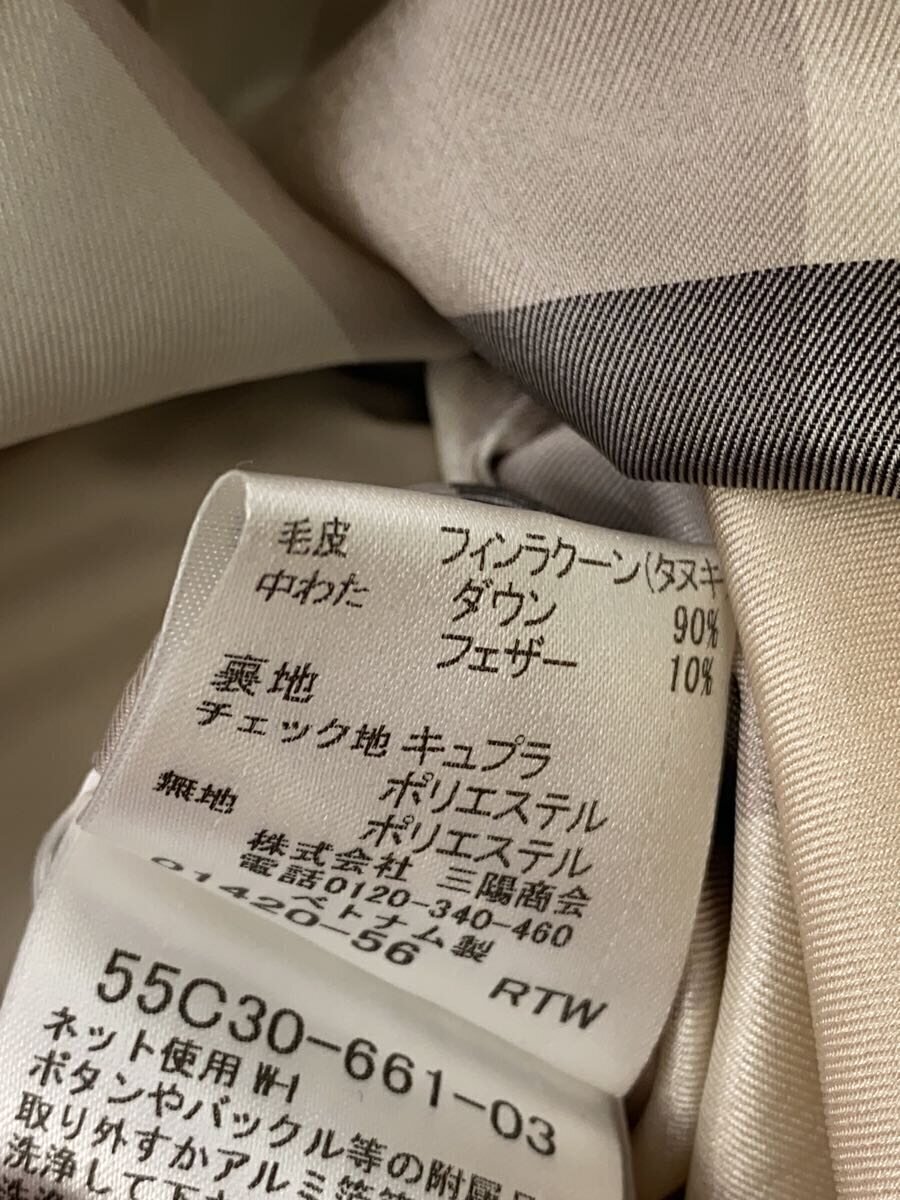 毛皮 フィンラクーン(タヌキ
中わた ダウン 90%
フェザー 10%
裏地
チェック地 キュプラ
ポリエステル
無地 ポリエステル
株式会社 三陽商会
電話0120-340-460
ベトナム製
01420-56 RTW
55C30-661-03
ネット使用 W-I
ボタンやバックル等の附属
取り外すかアルミ箔等
洗浄して下